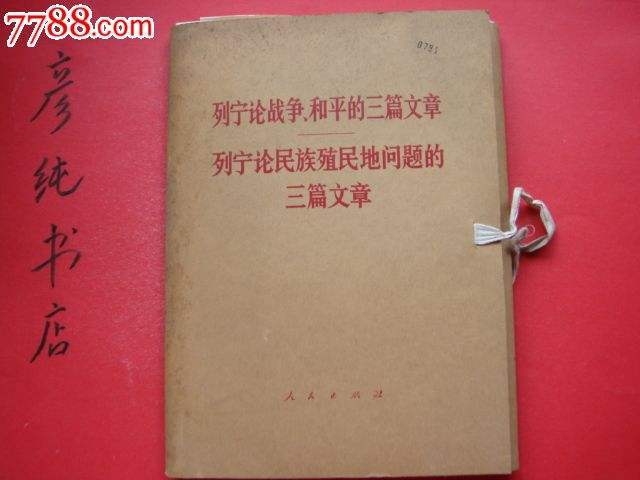 7788.com
彦纯书店
0791
列宁论战争、和平的三篇文章
列宁论民族殖民地问题的
三篇文章
人民出版社